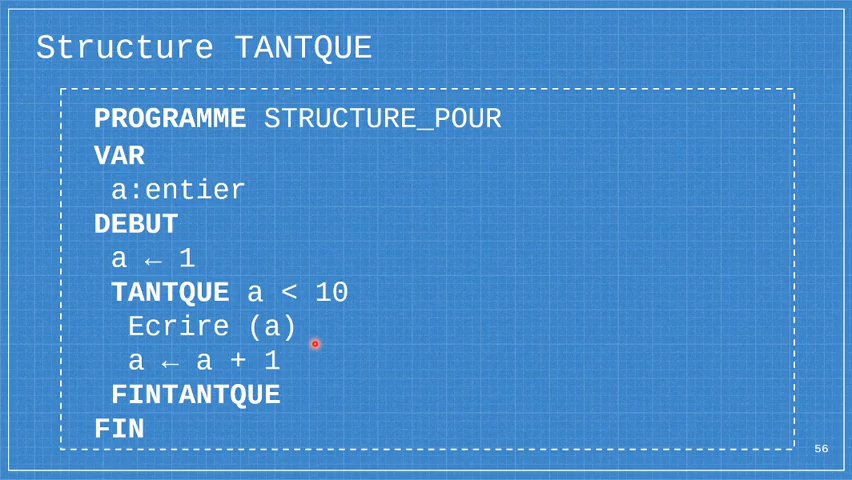 Structure TANTQUE
PROGRAMME STRUCTURE_POUR
VAR
a:entier
DEBUT
a ← 1
TANTQUE a < 10
Ecrire (a)
a ← a + 1
FINTANTQUE
FIN
56